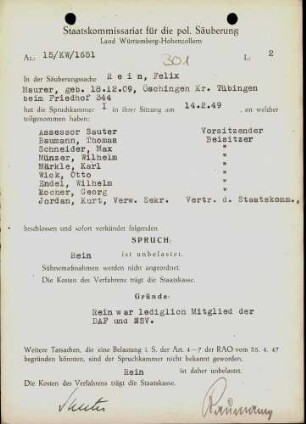 Staatskommissariat für die pol. Säuberung
Land Württemberg-Hohenzollern
Az.: 15/KW/1651
301
L: 2
In der Säuberungssache Rein, Felix
Maurer, geb 18.12.09, Öschingen Kr. Tübingen
beim Friedhof 344
hat die Spruchkammer I in ihrer Sitzung am 14.2.49, an welcher
teilgenommen haben:
Assessor Sauter Vorsitzender
Baumann, Thomas Beisitzer
Schneider, Max "
Münzer, Wilhelm "
Märkle, Karl "
Wick, Otto "
Endel, Wilhelm "
Locher, Georg "
Jordan, Kurt, Verw. Sekr. Vertr. d. Staatskomm.,
beschlossen und sofort verkündet folgenden
SPRUCH:
Rein ist unbelastet.
Sühnemaßnahmen werden nicht angeordnet.
Die Kosten des Verfahrens trägt die Staatskasse.
Gründe:
Rein war lediglich Mitglied der
DAF und NSV.
Weitere Tatsachen, die eine Belastung i. S. der Art. 4-7 der RAO vom 25. 4. 47
begründen können, sind der Spruchkammer nicht bekannt geworden.
Rein ist daher unbelastet.
Die Kosten des Verfahrens trägt die Staatskasse.
Sauter Baumann